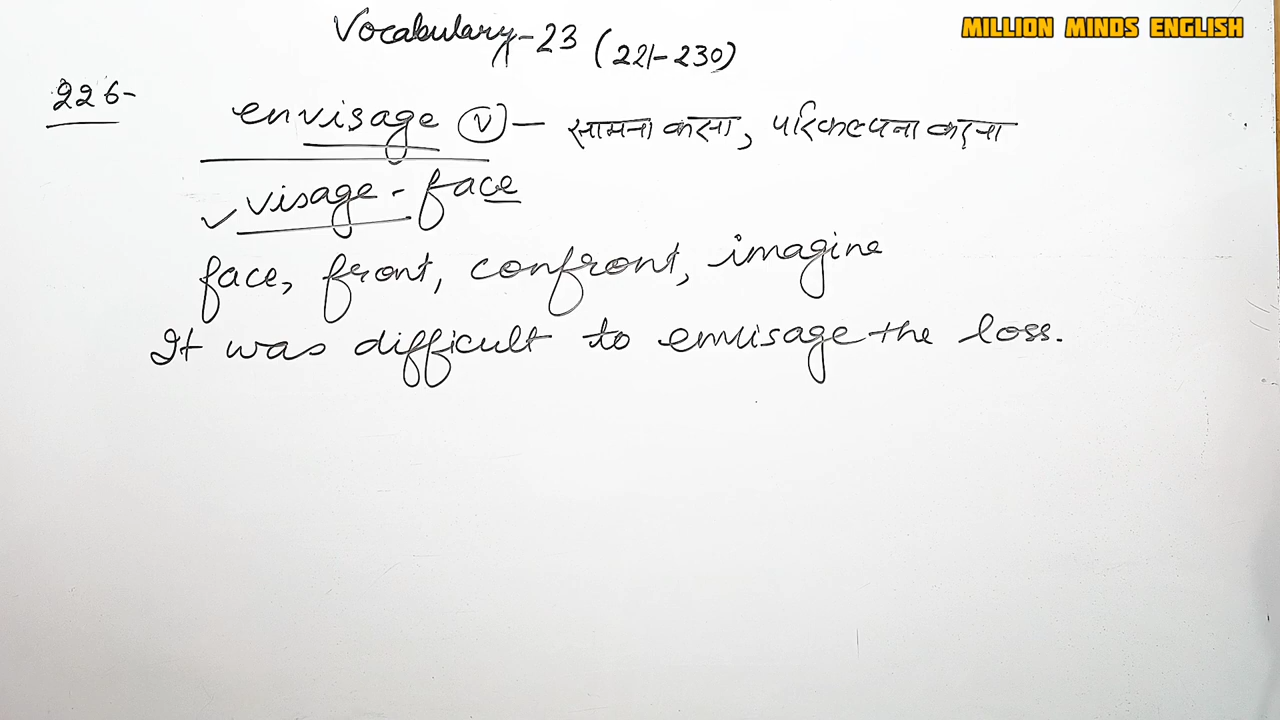 MILLION MINDS ENGLISH
Vocabulary-23 (221-230)
226-
envisage (V) - सामना करना, परिकल्पना करना
✓ visage - face
face, front, confront, imagine
It was difficult to envisage the loss.